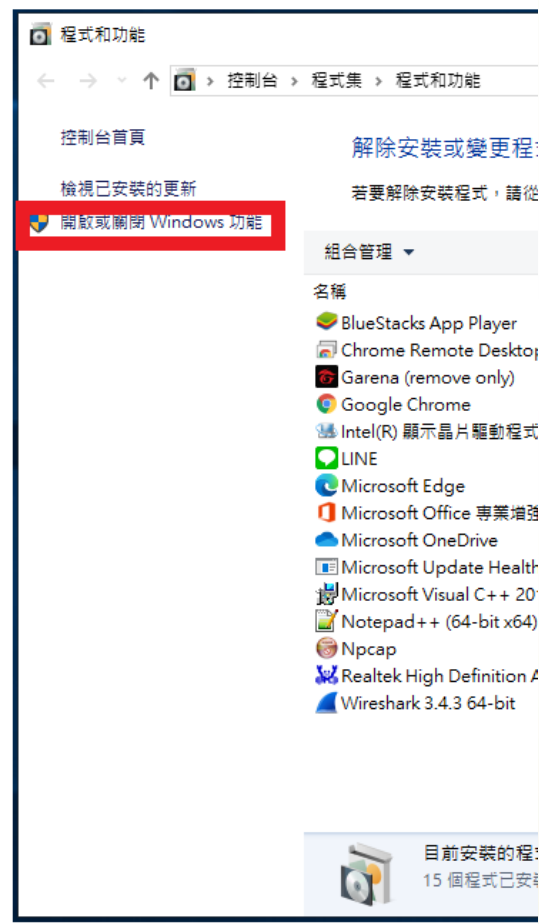 程式和功能
控制台 › 程式集 › 程式和功能
控制台首頁
檢視已安裝的更新
開啟或關閉 Windows 功能
解除安裝或變更程
若要解除安裝程式，請從
組合管理
名稱
BlueStacks App Player
Chrome Remote Desktop
Garena (remove only)
Google Chrome
Intel(R) 顯示晶片驅動程式
LINE
Microsoft Edge
Microsoft Office 專業增強
Microsoft OneDrive
Microsoft Update Health
Microsoft Visual C++ 201
Notepad++ (64-bit x64)
Npcap
Realtek High Definition A
Wireshark 3.4.3 64-bit
目前安裝的程
15 個程式已安